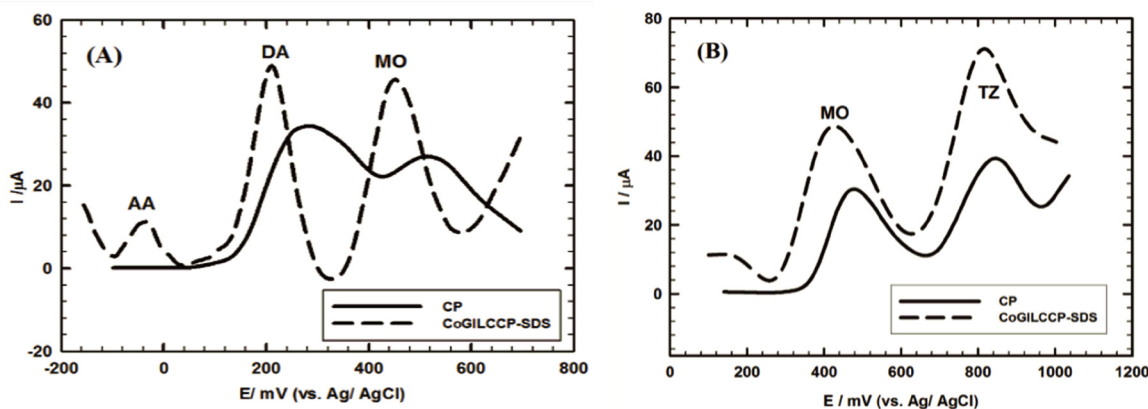 (A)
60
40
20
0
-20
I /µA
AA
DA
MO
CP
CoGILCCP-SDS
-200
0
200
400
600
800
E/ mV (vs. Ag/ AgCl)
(B)
80
60
40
20
0
I /µA
MO
TZ
CP
CoGILCCP-SDS
0
200
400
600
800
1000
1200
E / mV (vs. Ag/ AgCl)